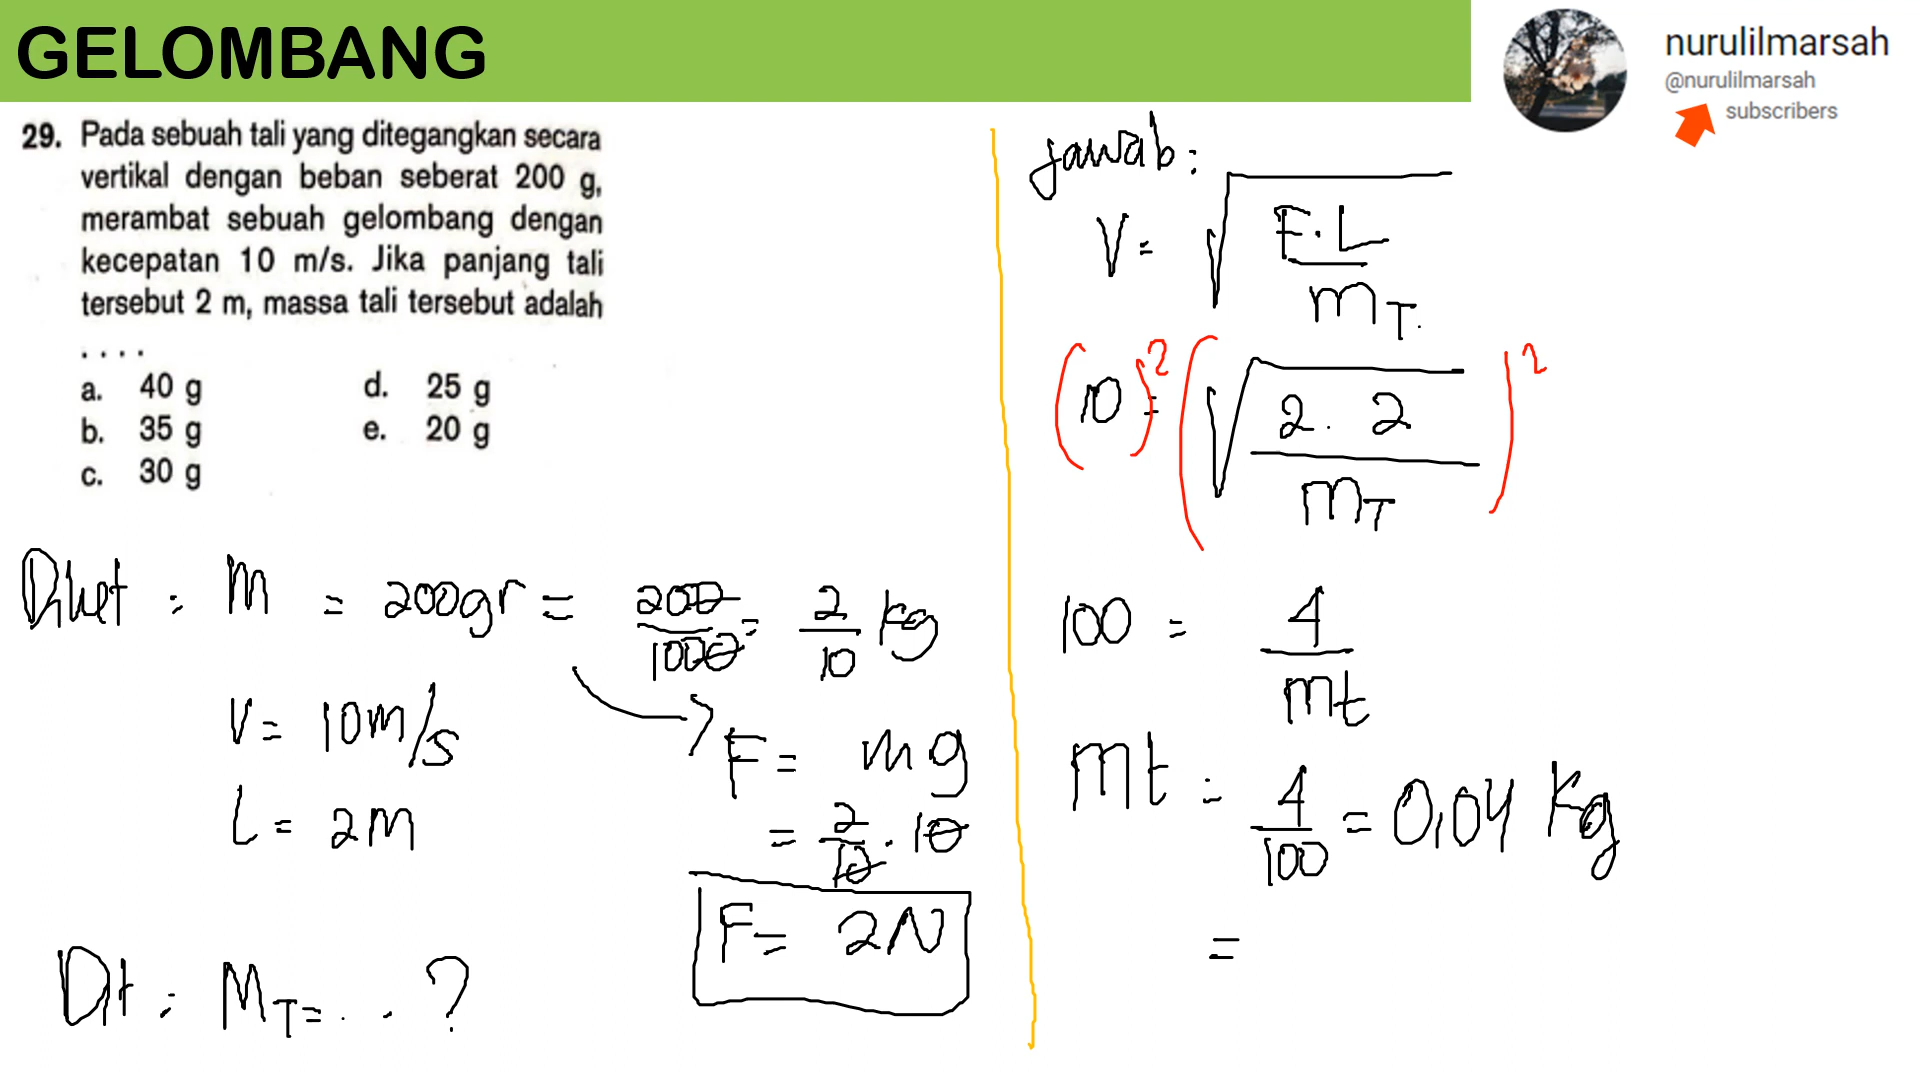 GELOMBANG
nurulilmarsah
@nurulilmarsah
subscribers
29. Pada sebuah tali yang ditegangkan secara
vertikal dengan beban seberat 200 g,
merambat sebuah gelombang dengan
kecepatan 10 m/s. Jika panjang tali
tersebut 2 m, massa tali tersebut adalah
. . . .
a. 40 g
b. 35 g
c. 30 g
d. 25 g
e. 20 g
Diket : m = 200gr = 200/1000 = 2/10 kg
V = 10m/s
L = 2M
F = mg
= 2/10 . 10
F = 2N
Dit : MT = . . . ?
jawab :
V = √(F.L / mT)
(10)² = (√(2 . 2 / mT))²
100 = 4/mt
mt = 4/100 = 0,04 kg
=